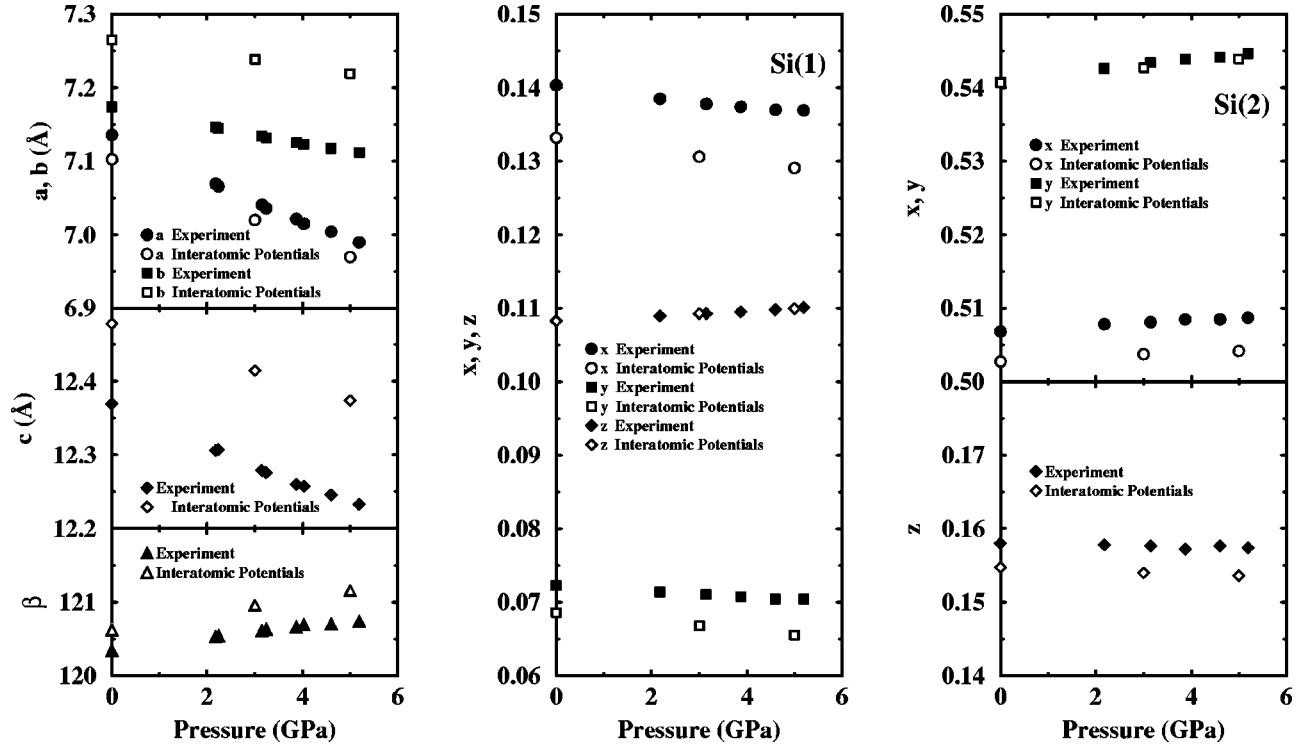 7.3
7.2
7.1
7.0
6.9
a, b (Å)
a Experiment
a Interatomic Potentials
b Experiment
b Interatomic Potentials
12.4
12.3
12.2
c (Å)
Experiment
Interatomic Potentials
121
120
β
Experiment
Interatomic Potentials
0 2 4 6
Pressure (GPa)
0.15
0.14
0.13
0.12
0.11
0.10
0.09
0.08
0.07
0.06
x, y, z
Si(1)
x Experiment
x Interatomic Potentials
y Experiment
y Interatomic Potentials
z Experiment
z Interatomic Potentials
0 2 4 6
Pressure (GPa)
0.55
0.54
0.53
0.52
0.51
0.50
x, y
Si(2)
x Experiment
x Interatomic Potentials
y Experiment
y Interatomic Potentials
0.17
0.16
0.15
0.14
z
Experiment
Interatomic Potentials
0 2 4 6
Pressure (GPa)